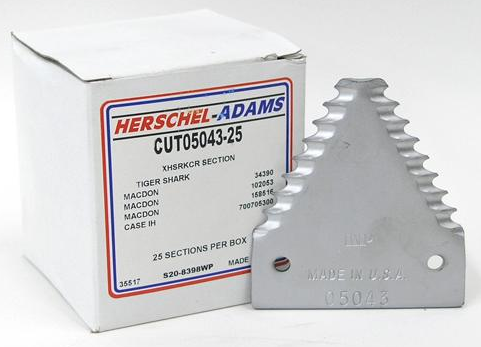 HERSCHEL-ADAMS
CUT05043-25
XHSRKCR SECTION
TIGER SHARK 34390
MACDON 102053
MACDON 158516
MACDON 700705300
CASE IH
25 SECTIONS PER BOX
S20-8398WP MADE
35517
MADE IN U.S.A.
05043